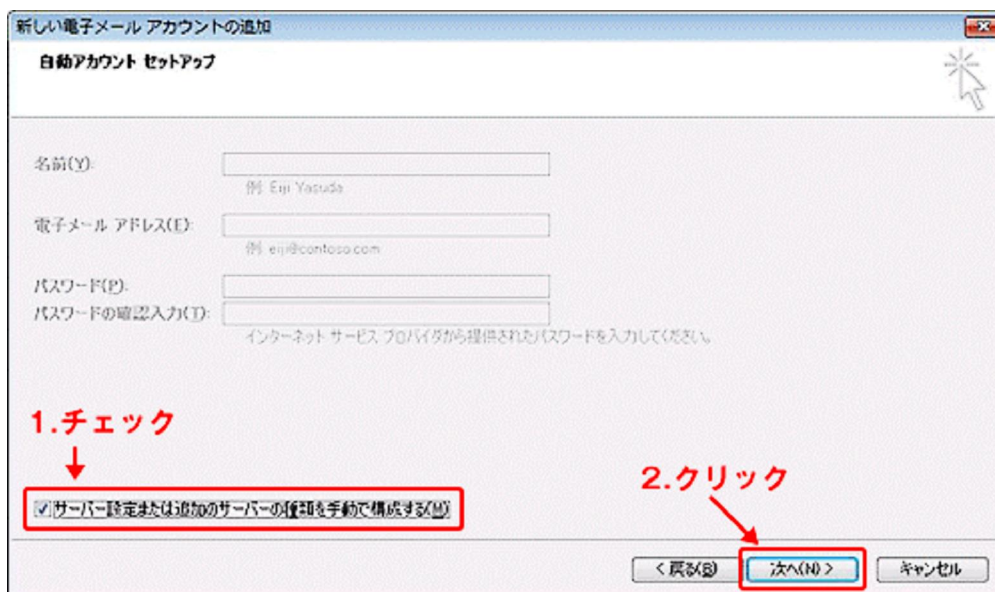 新しい電子メール アカウントの追加
自動アカウント セットアップ
名前(Y):
例: Eiji Yasuda
電子メール アドレス(E):
例: eiji@contoso.com
パスワード(P):
パスワードの確認入力(T):
インターネット サービス プロバイダから提供されたパスワードを入力してください。
1.チェック
サーバー設定または追加のサーバーの種類を手動で構成する(M)
2.クリック
< 戻る(B)
次へ(N) >
キャンセル